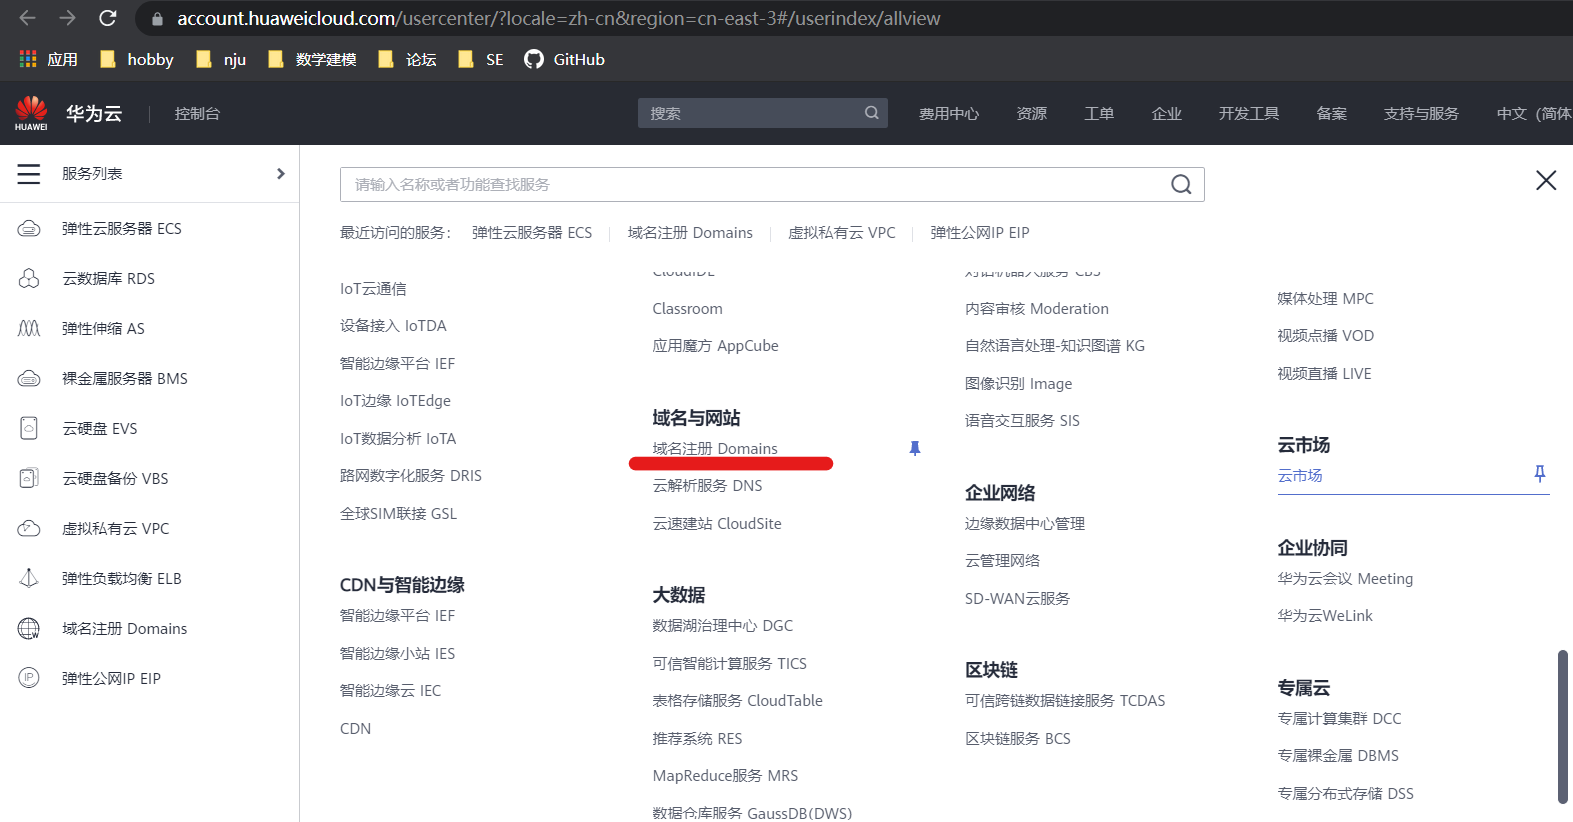 account.huaweicloud.com/usercenter/?locale=zh-cn&region=cn-east-3#/userindex/allview
应用 hobby nju 数学建模 论坛 SE GitHub
HUAWEI 华为云 控制台 搜索 费用中心 资源 工单 企业 开发工具 备案 支持与服务 中文 (简体
服务列表
弹性云服务器 ECS
云数据库 RDS
弹性伸缩 AS
裸金属服务器 BMS
云硬盘 EVS
云硬盘备份 VBS
虚拟私有云 VPC
弹性负载均衡 ELB
域名注册 Domains
弹性公网IP EIP
请输入名称或者功能查找服务
最近访问的服务: 弹性云服务器 ECS 域名注册 Domains 虚拟私有云 VPC 弹性公网IP EIP
IoT云通信
设备接入 IoTDA
智能边缘平台 IEF
IoT边缘 IoTEdge
IoT数据分析 IoTA
路网数字化服务 DRIS
全球SIM联接 GSL
CDN与智能边缘
智能边缘平台 IEF
智能边缘小站 IES
智能边缘云 IEC
CDN
CloudIDE
Classroom
应用魔方 AppCube
域名与网站
域名注册 Domains
云解析服务 DNS
云速建站 CloudSite
大数据
数据湖治理中心 DGC
可信智能计算服务 TICS
表格存储服务 CloudTable
推荐系统 RES
MapReduce服务 MRS
数据仓库服务 GaussDB(DWS)
对话机器人服务 CBS
内容审核 Moderation
自然语言处理-知识图谱 KG
图像识别 Image
语音交互服务 SIS
企业网络
边缘数据中心管理
云管理网络
SD-WAN云服务
区块链
可信跨链数据链接服务 TCDAS
区块链服务 BCS
媒体处理 MPC
视频点播 VOD
视频直播 LIVE
云市场
云市场
企业协同
华为云会议 Meeting
华为云WeLink
专属云
专属计算集群 DCC
专属裸金属 DBMS
专属分布式存储 DSS